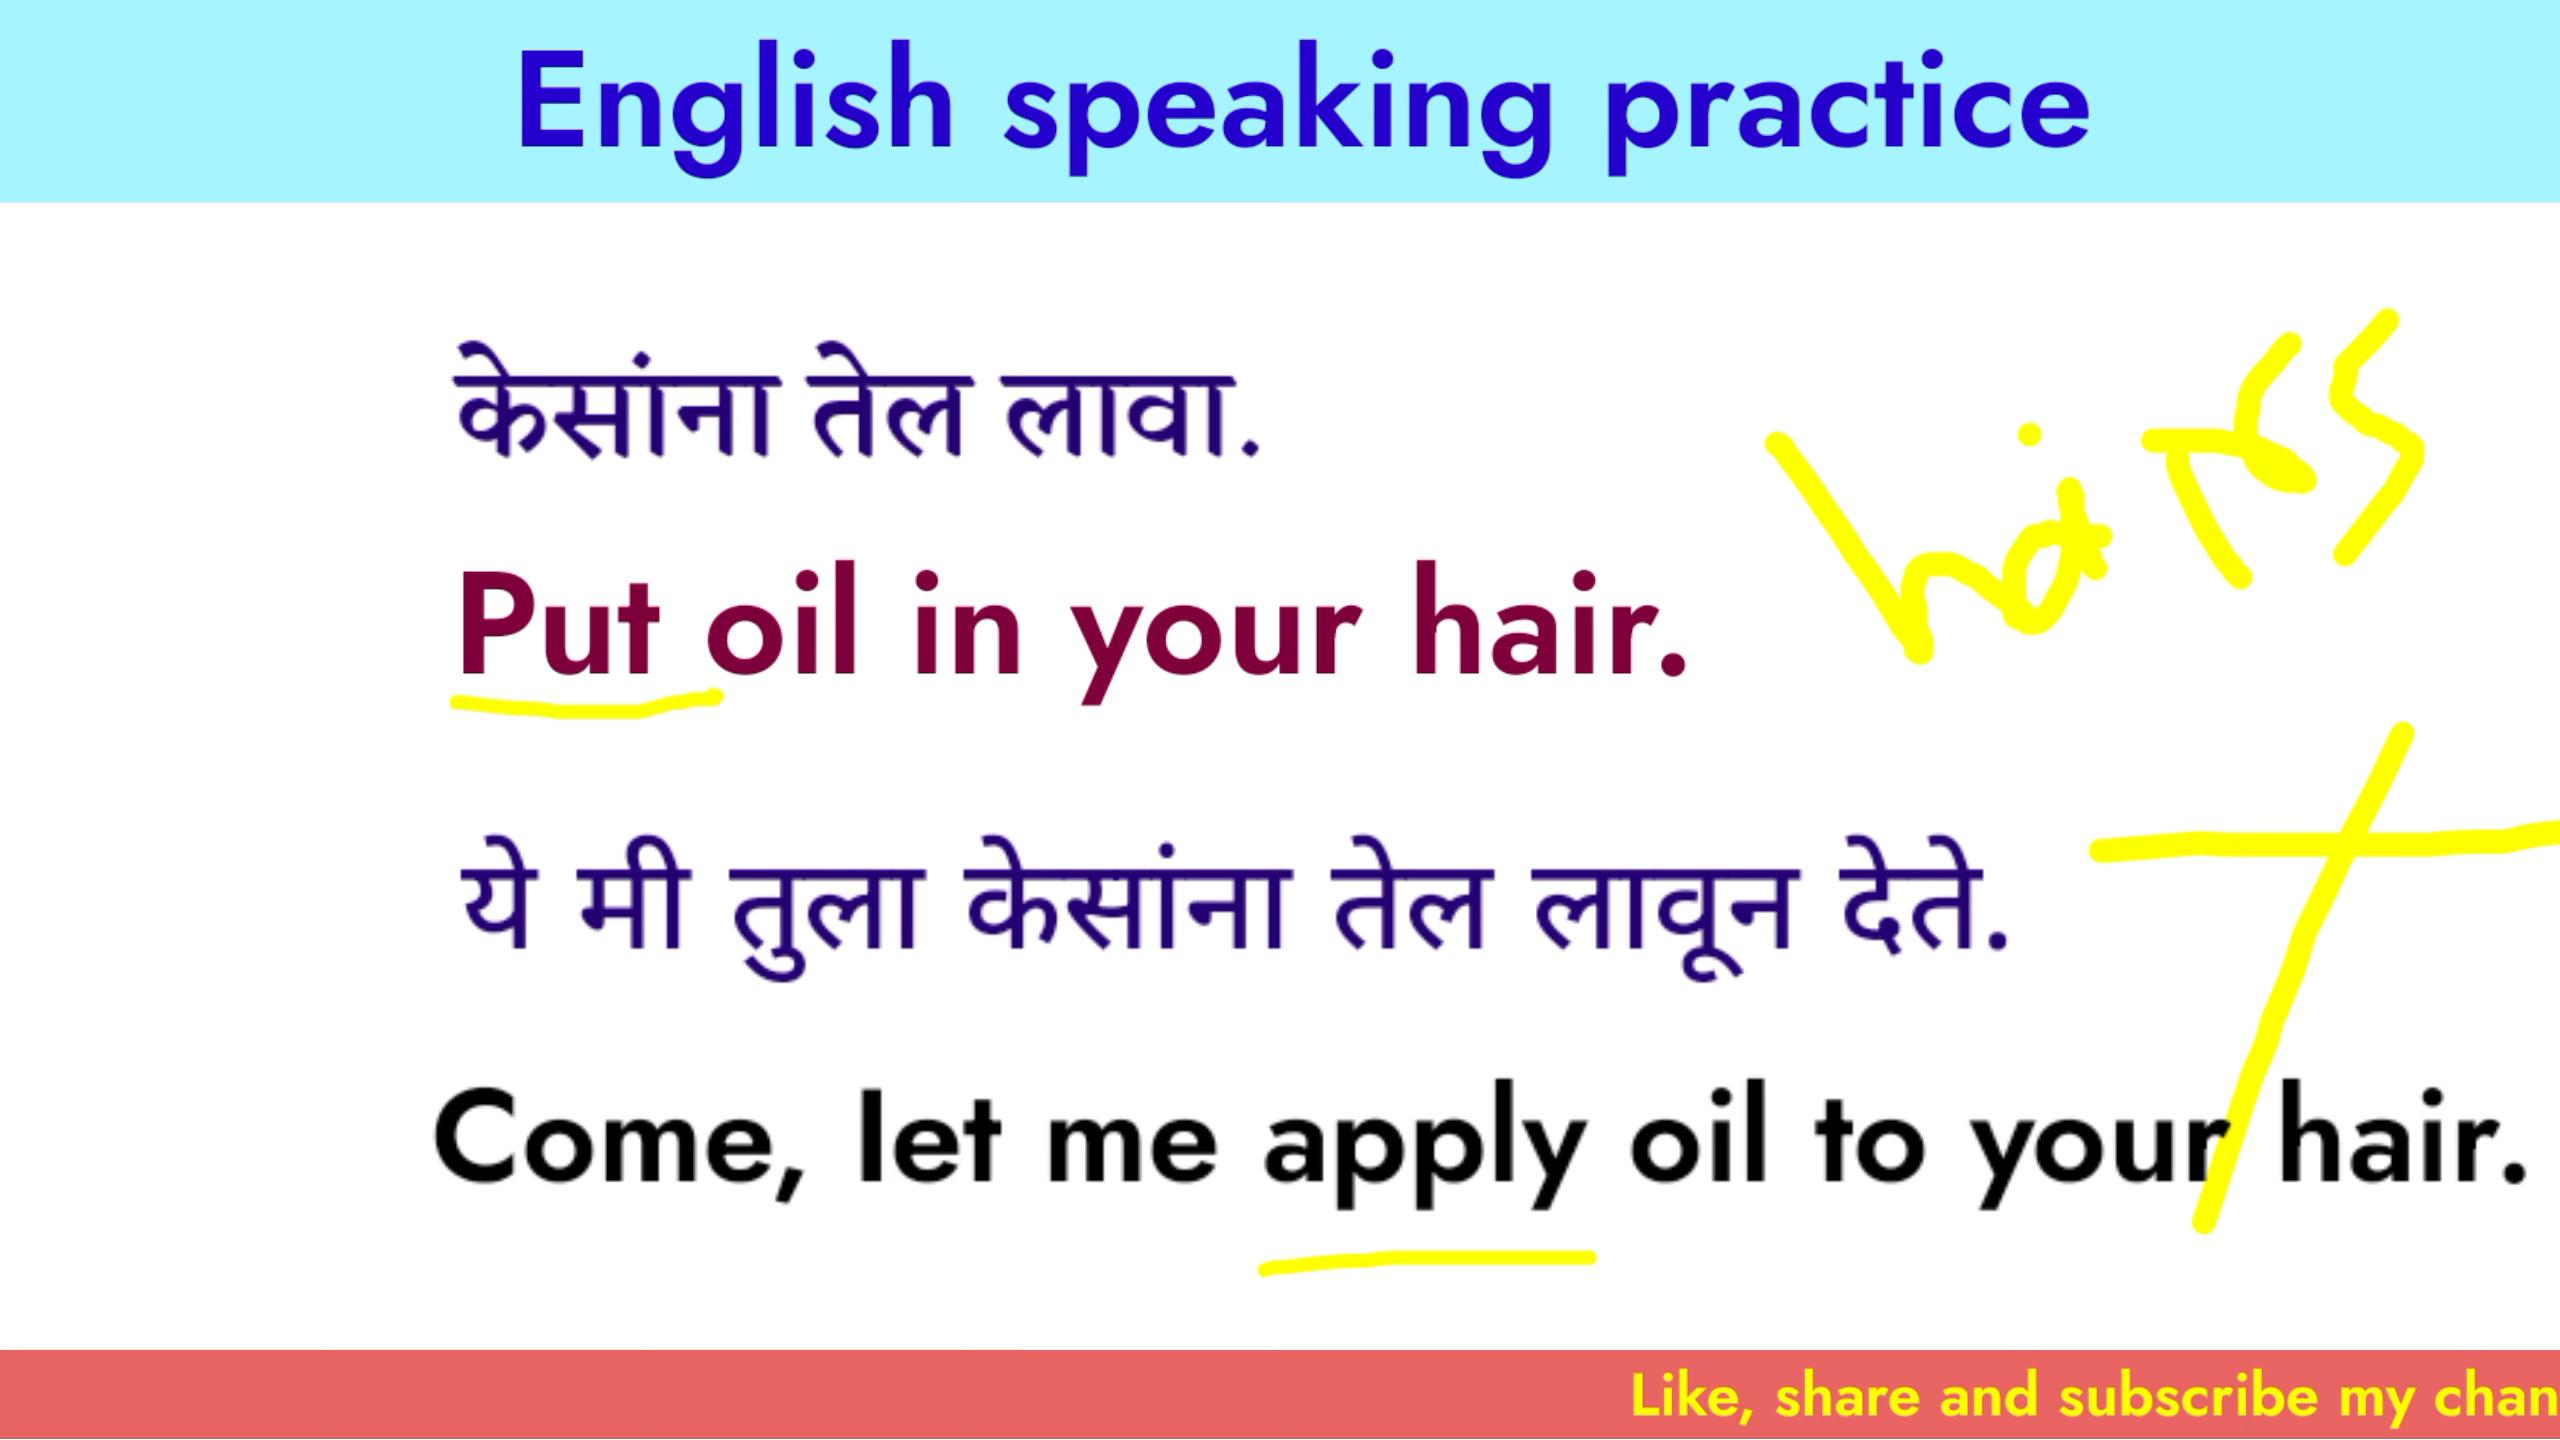 English speaking practice
केसांना तेल लावा.
hairs
Put oil in your hair.
ये मी तुला केसांना तेल लावून देते.
Come, let me apply oil to your hair.
Like, share and subscribe my chan